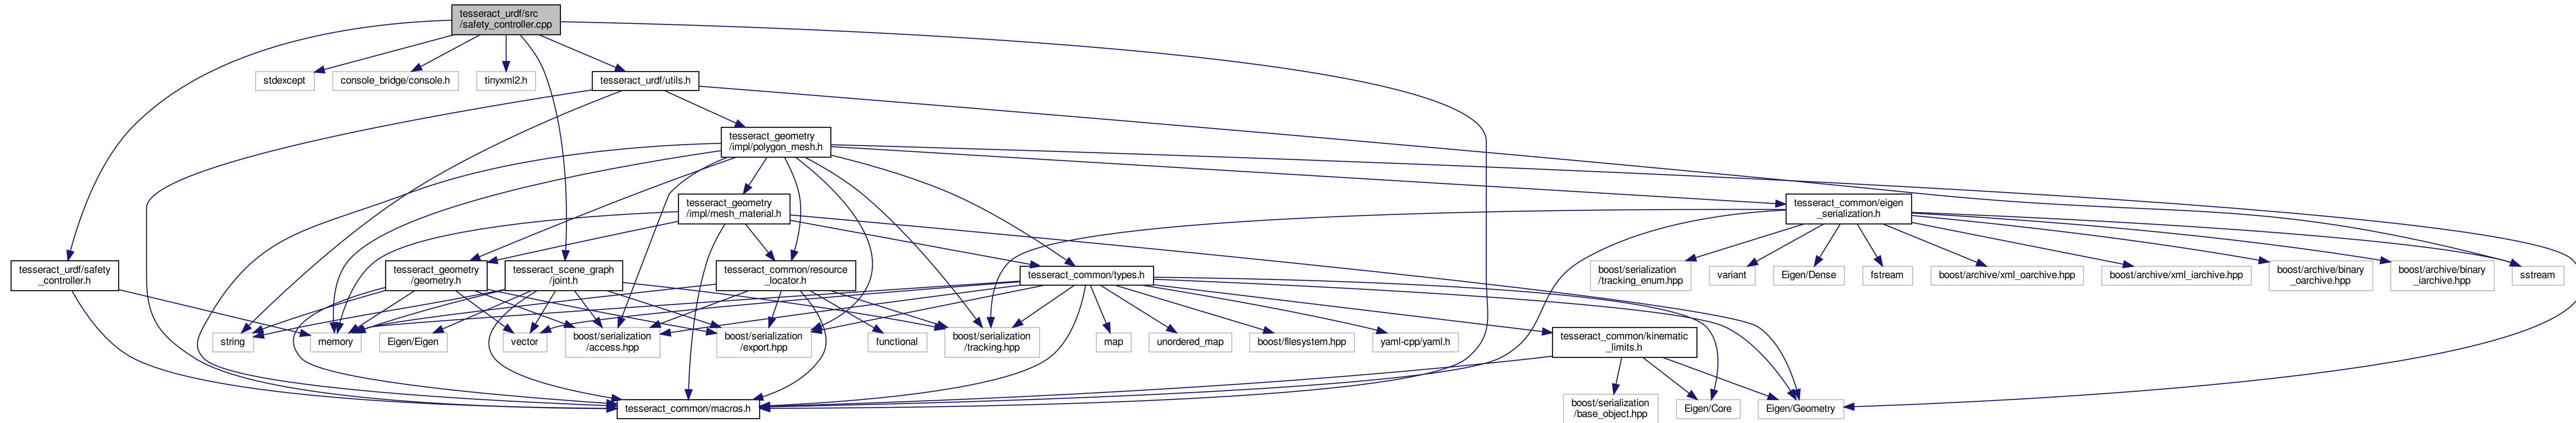 tesseract_urdf/src
/safety_controller.cpp
stdexcept
console_bridge/console.h
tinyxml2.h
tesseract_urdf/utils.h
tesseract_geometry
/impl/polygon_mesh.h
tesseract_geometry
/impl/mesh_material.h
tesseract_common/eigen
_serialization.h
tesseract_urdf/safety
_controller.h
tesseract_geometry
/geometry.h
tesseract_scene_graph
/joint.h
tesseract_common/resource
_locator.h
tesseract_common/types.h
boost/serialization
/tracking_enum.hpp
variant
Eigen/Dense
fstream
boost/archive/xml_oarchive.hpp
boost/archive/xml_iarchive.hpp
boost/archive/binary
_oarchive.hpp
boost/archive/binary
_iarchive.hpp
sstream
string
memory
Eigen/Eigen
vector
boost/serialization
/access.hpp
boost/serialization
/export.hpp
functional
boost/serialization
/tracking.hpp
map
unordered_map
boost/filesystem.hpp
yaml-cpp/yaml.h
tesseract_common/kinematic
_limits.h
tesseract_common/macros.h
boost/serialization
/base_object.hpp
Eigen/Core
Eigen/Geometry